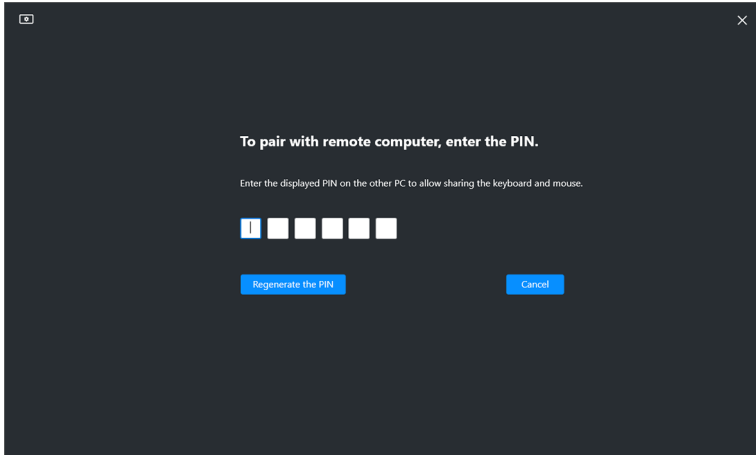 To pair with remote computer, enter the PIN.
Enter the displayed PIN on the other PC to allow sharing the keyboard and mouse.
Regenerate the PIN
Cancel